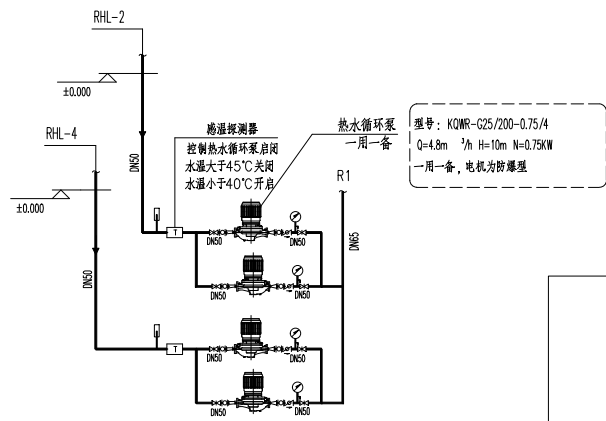 RHL-2
±0.000
RHL-4
±0.000
DN50
DN50
感温探测器
控制热水循环泵启闭
水温大于45℃关闭
水温小于40℃开启
热水循环泵
一用一备
型号: KQWR-G25/200-0.75/4
Q=4.8m ³/h H=10m N=0.75KW
一用一备, 电机为防爆型
R1
DN65
T
DN50
DN50
DN50
DN50
T
DN50
DN50
DN50
DN50